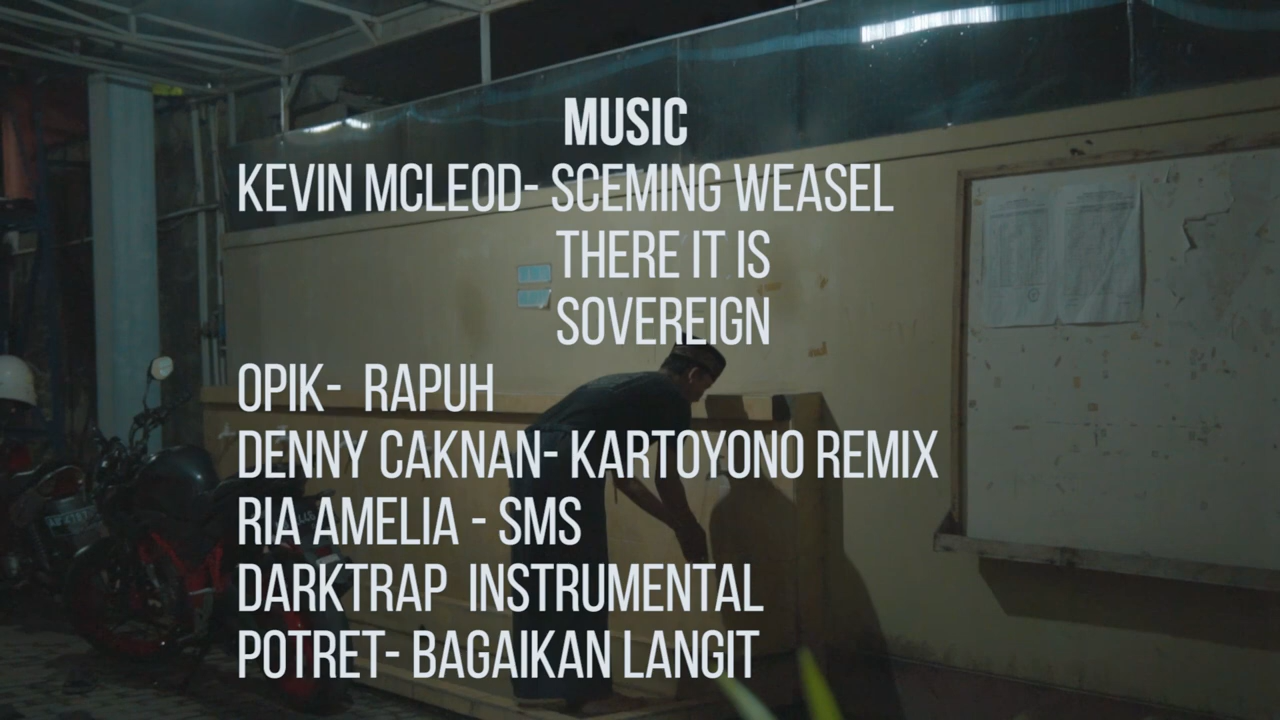 MUSIC
KEVIN MCLEOD- SCEMING WEASEL
THERE IT IS
SOVEREIGN
OPIK- RAPUH
DENNY CAKNAN- KARTOYONO REMIX
RIA AMELIA - SMS
DARKTRAP INSTRUMENTAL
POTRET- BAGAIKAN LANGIT